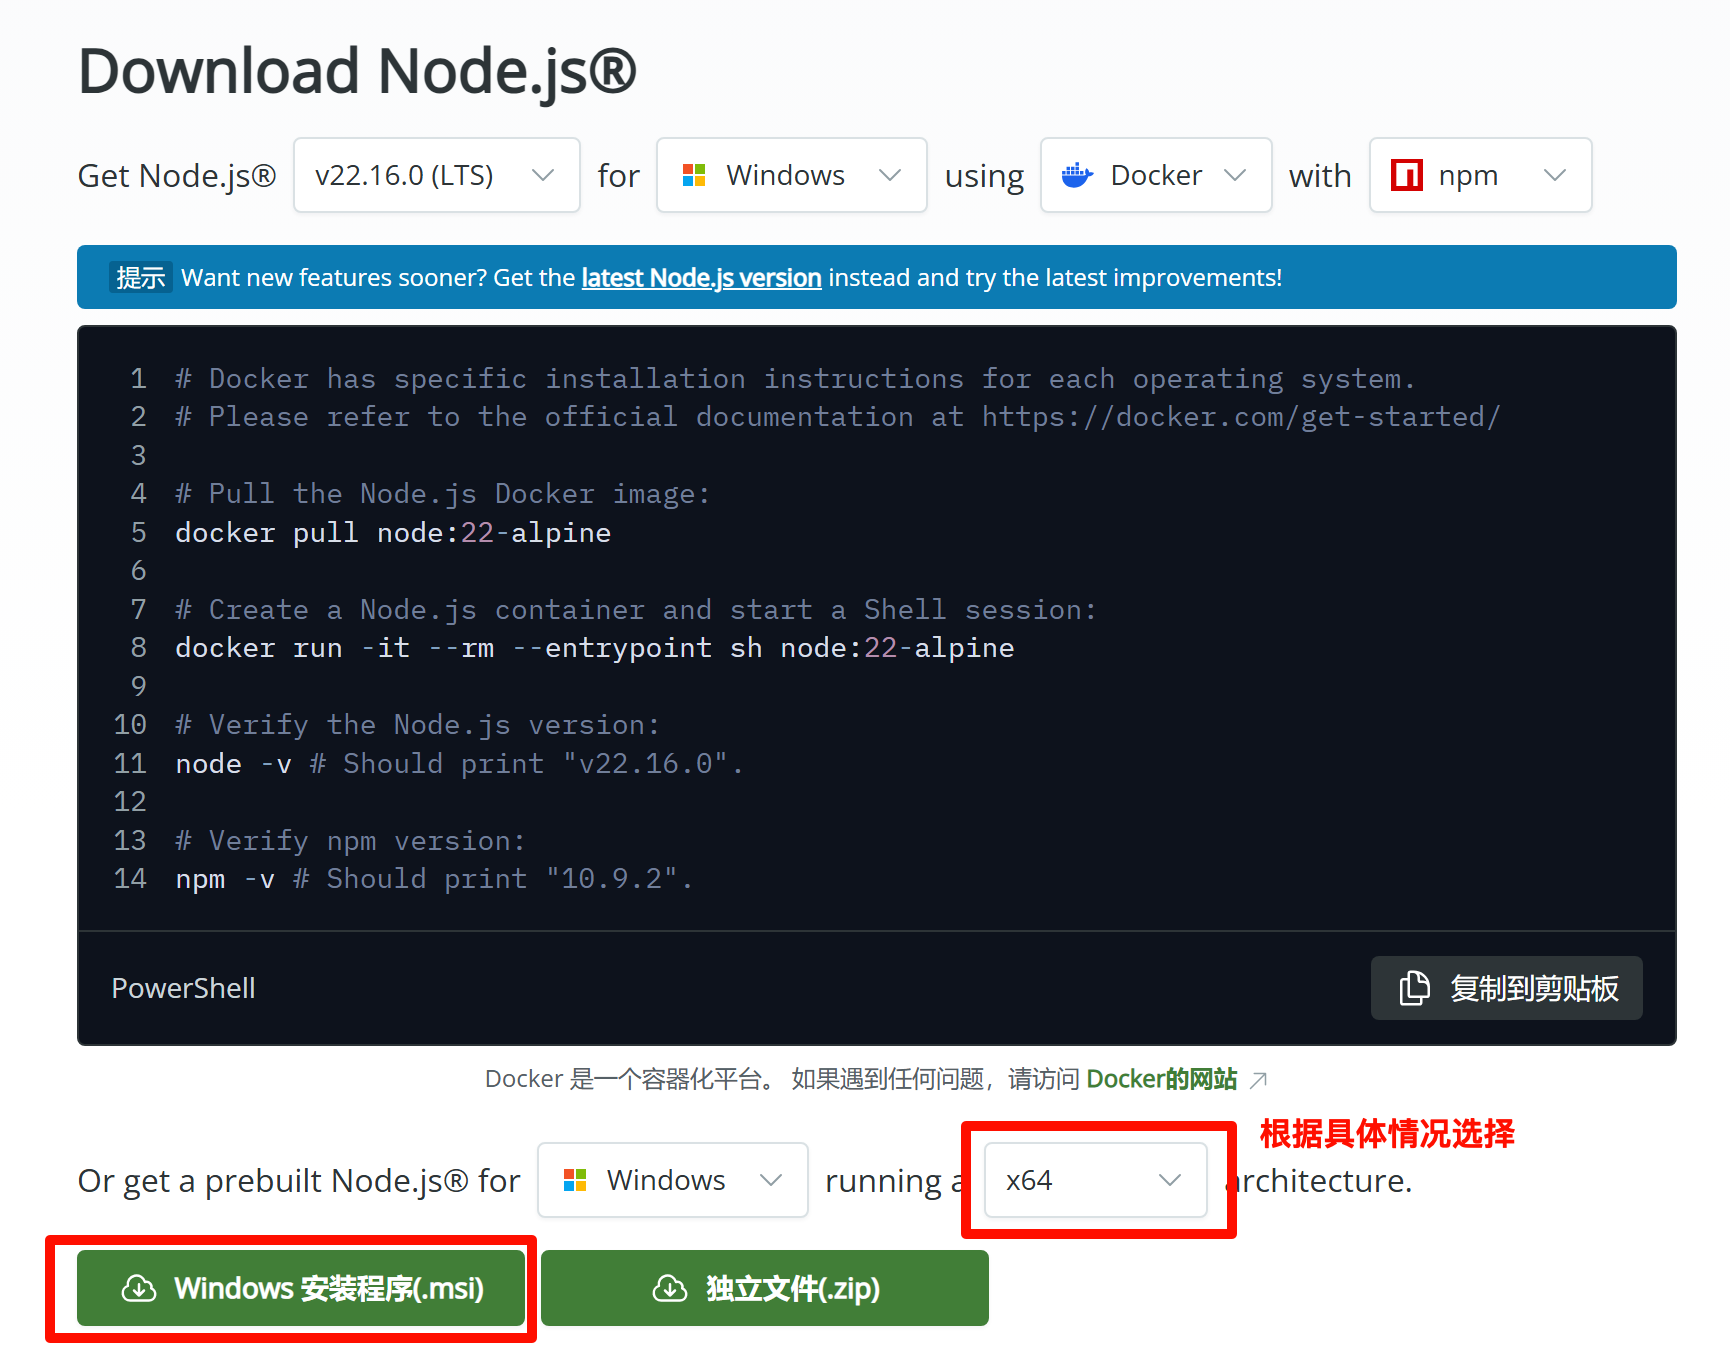 Download Node.js®
Get Node.js® v22.16.0 (LTS) for Windows using Docker with npm
提示 Want new features sooner? Get the latest Node.js version instead and try the latest improvements!
1 # Docker has specific installation instructions for each operating system.
2 # Please refer to the official documentation at https://docker.com/get-started/
3
4 # Pull the Node.js Docker image:
5 docker pull node:22-alpine
6
7 # Create a Node.js container and start a Shell session:
8 docker run -it --rm --entrypoint sh node:22-alpine
9
10 # Verify the Node.js version:
11 node -v # Should print "v22.16.0".
12
13 # Verify npm version:
14 npm -v # Should print "10.9.2".
PowerShell 复制到剪贴板
Docker 是一个容器化平台。 如果遇到任何问题，请访问 Docker的网站
根据具体情况选择
Or get a prebuilt Node.js® for Windows running a x64 architecture.
Windows 安装程序(.msi) 独立文件(.zip)